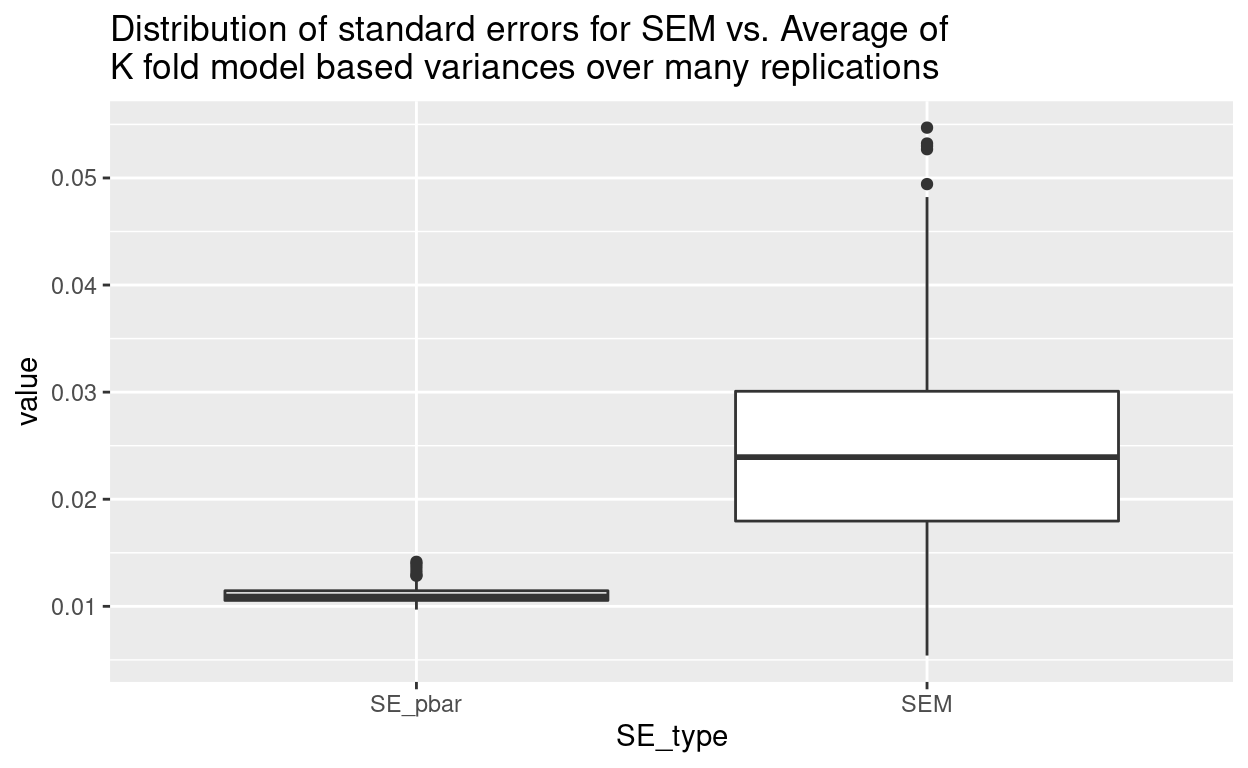 Distribution of standard errors for SEM vs. Average of
K fold model based variances over many replications
0.05
0.04
0.03
0.02
0.01
value
SE_pbar
SEM
SE_type